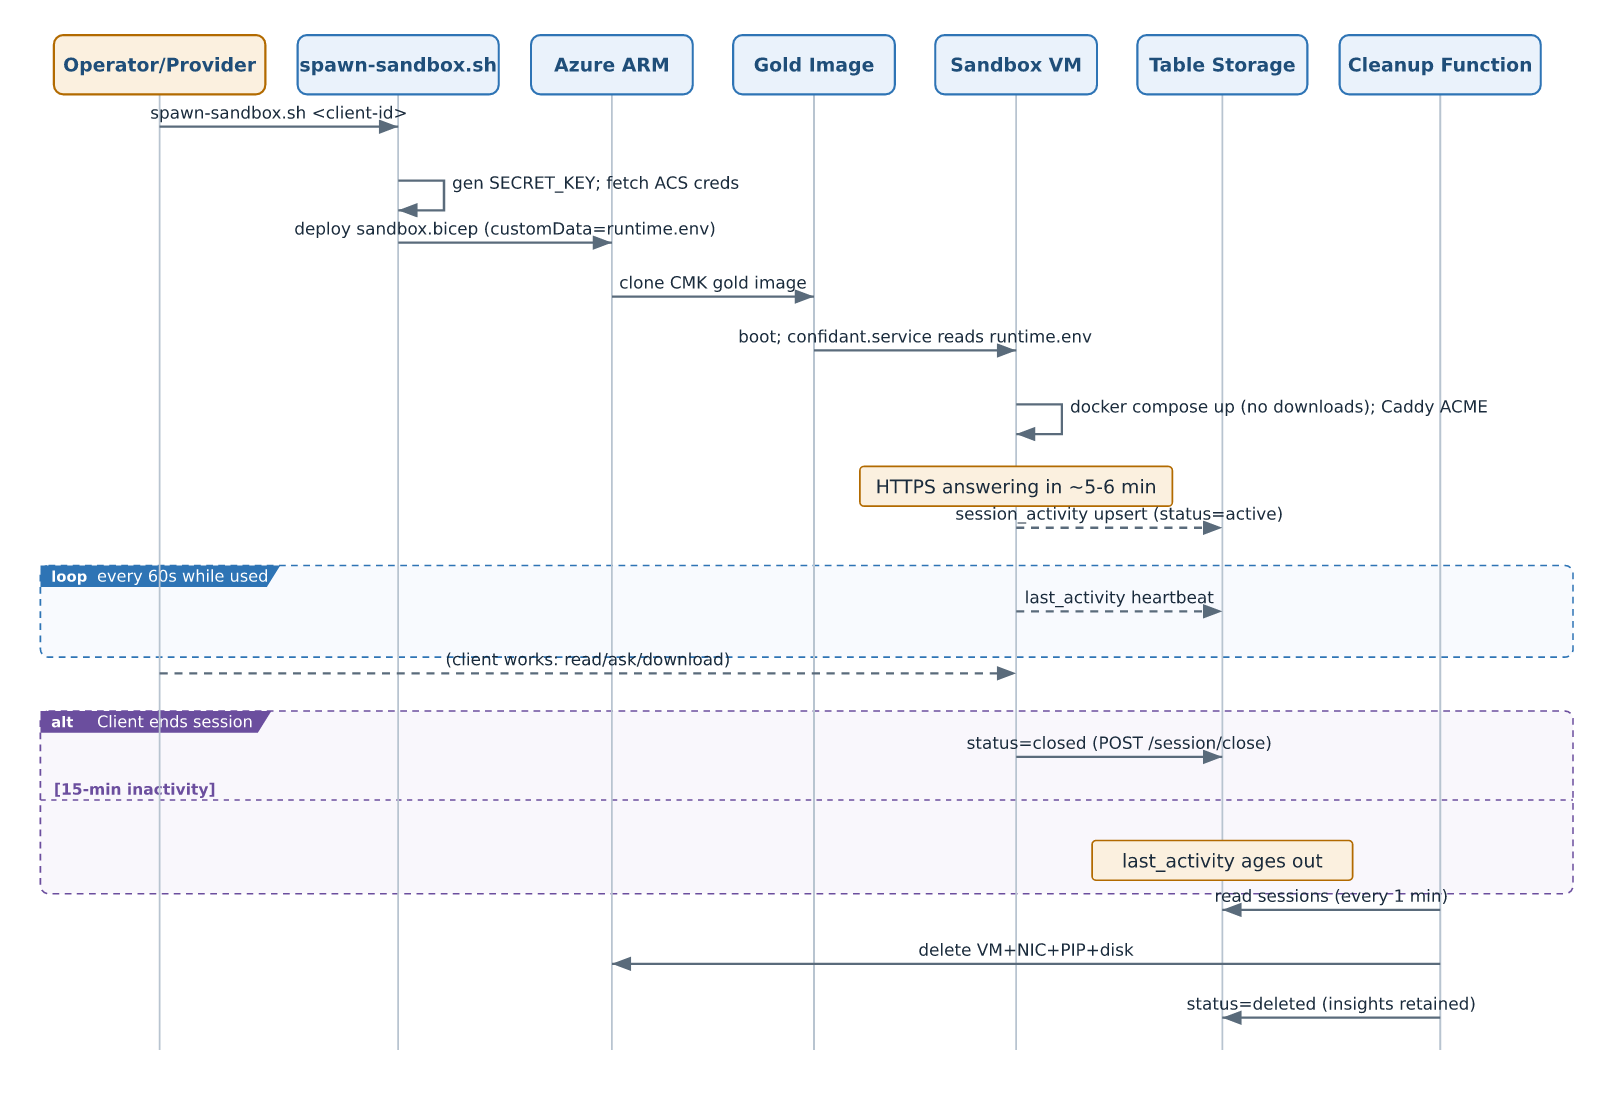 Operator/Provider
spawn-sandbox.sh
Azure ARM
Gold Image
Sandbox VM
Table Storage
Cleanup Function
spawn-sandbox.sh <client-id>
gen SECRET_KEY; fetch ACS creds
deploy sandbox.bicep (customData=runtime.env)
clone CMK gold image
boot; confidant.service reads runtime.env
docker compose up (no downloads); Caddy ACME
HTTPS answering in ~5-6 min
session_activity upsert (status=active)
loop every 60s while used
last_activity heartbeat
(client works: read/ask/download)
alt Client ends session
status=closed (POST /session/close)
[15-min inactivity]
last_activity ages out
read sessions (every 1 min)
delete VM+NIC+PIP+disk
status=deleted (insights retained)